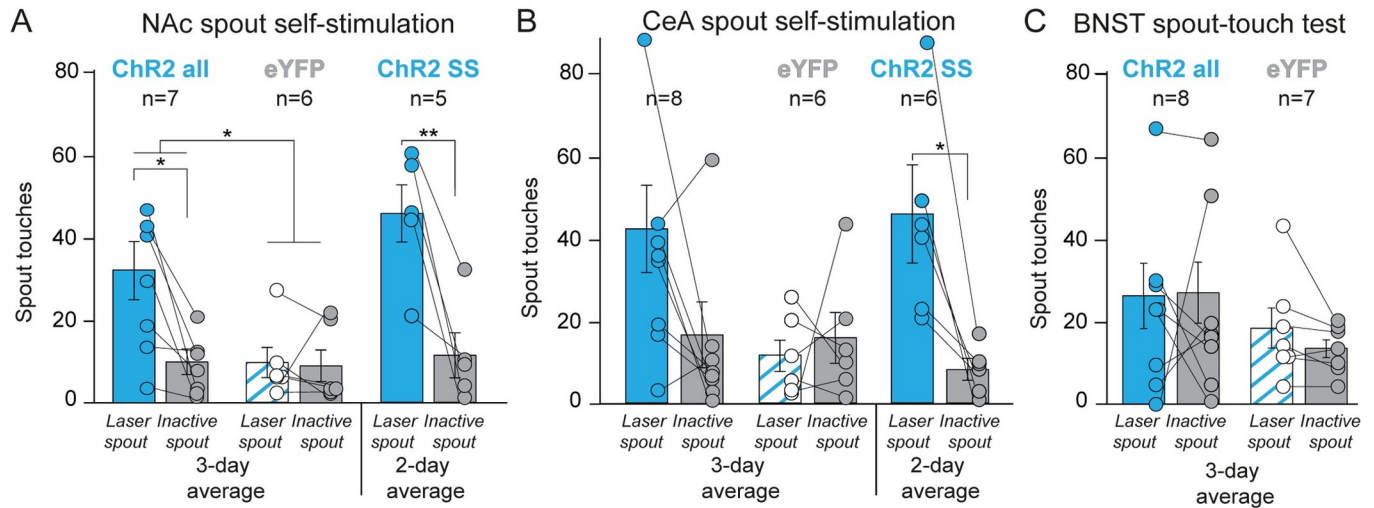 A
NAc spout self-stimulation
ChR2 all
eYFP
ChR2 SS
n=7
n=6
n=5
Spout touches
80
60
40
20
0
*
*
**
Laser spout
Inactive spout
Laser spout
Inactive spout
Laser spout
Inactive spout
3-day
average
2-day
average
B
CeA spout self-stimulation
eYFP
ChR2 SS
n=8
n=6
n=6
Spout touches
80
60
40
20
0
*
Laser spout
Inactive spout
Laser spout
Inactive spout
Laser spout
Inactive spout
3-day
average
2-day
average
C
BNST spout-touch test
ChR2 all
eYFP
n=8
n=7
Spout touches
80
60
40
20
0
Laser spout
Inactive spout
Laser spout
Inactive spout
3-day
average